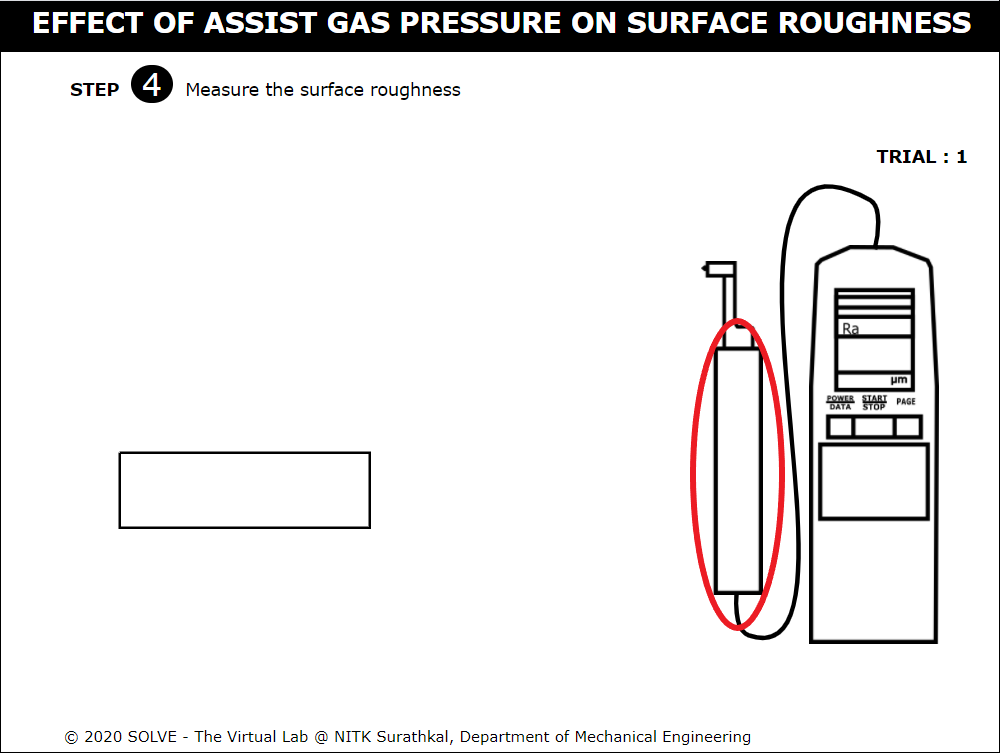 EFFECT OF ASSIST GAS PRESSURE ON SURFACE ROUGHNESS
STEP 4 Measure the surface roughness
TRIAL : 1
Ra
µm
POWER START PAGE
DATA STOP
© 2020 SOLVE - The Virtual Lab @ NITK Surathkal, Department of Mechanical Engineering